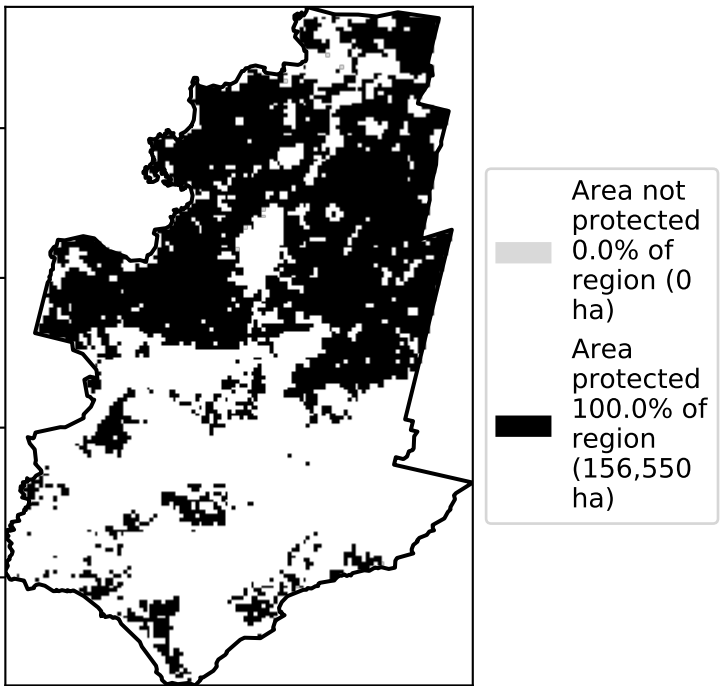 Area not
protected
0.0% of
region (0
ha)
Area
protected
100.0% of
region
(156,550
ha)